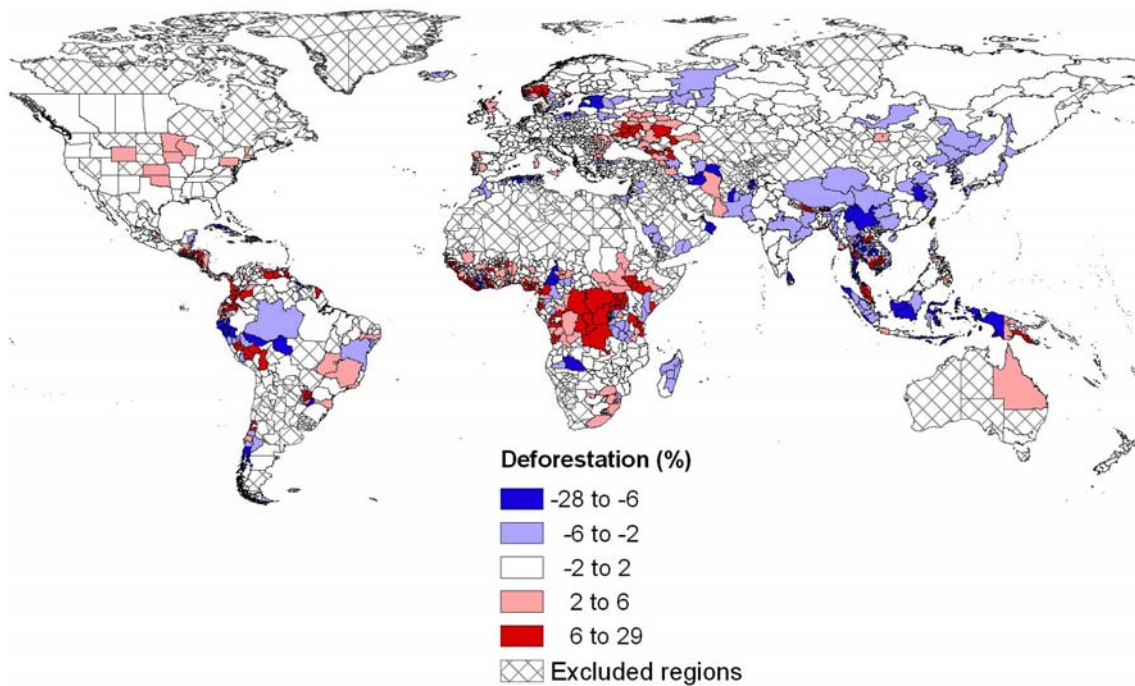 Deforestation (%)
-28 to -6
-6 to -2
-2 to 2
2 to 6
6 to 29
Excluded regions